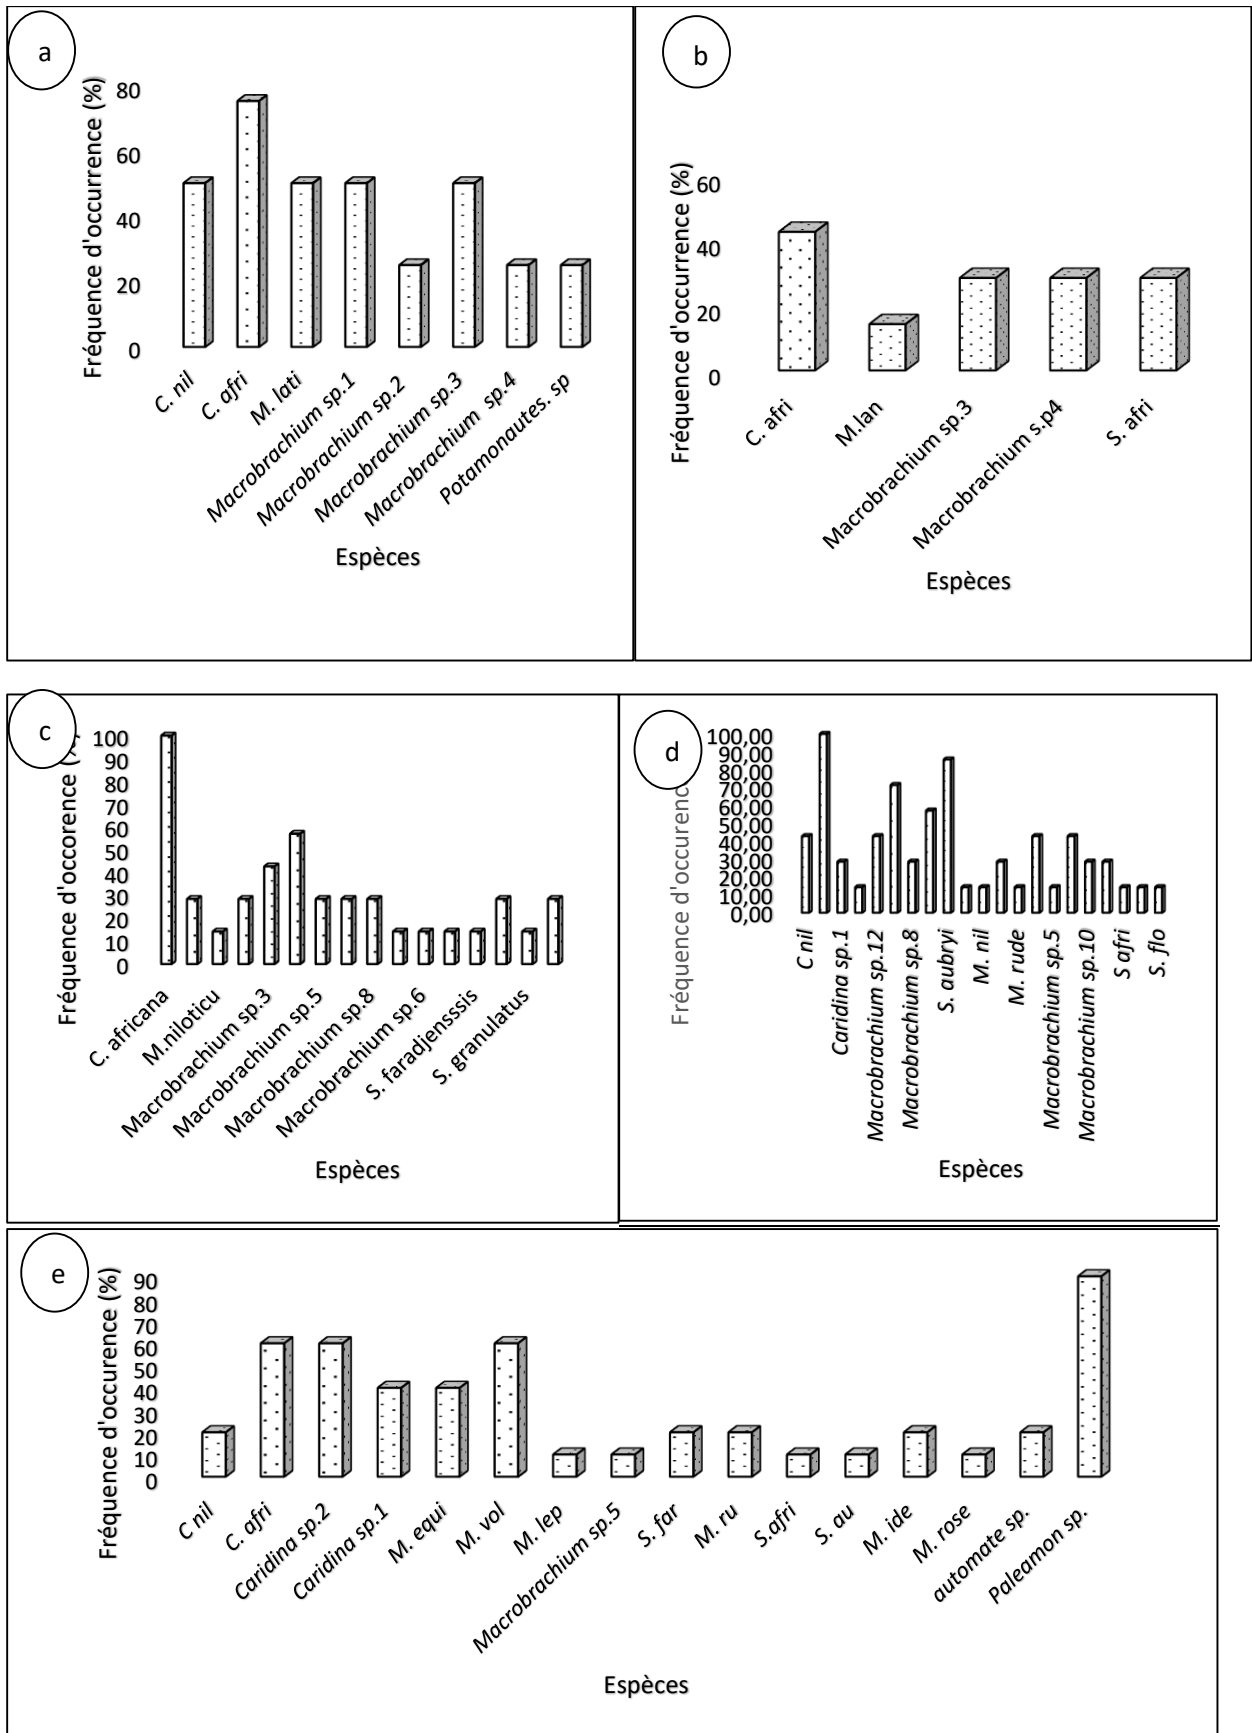 a
Fréquence d'occurrence (%)
80
60
40
20
0
C. nil
C. afri
M. lati
Macrobrachium sp.1
Macrobrachium sp.2
Macrobrachium sp.3
Macrobrachium sp.4
Potamonautes. sp
Espèces
b
Fréquence d'occurrence (%)
60
40
20
0
C. afri
M.lan
Macrobrachium sp.3
Macrobrachium s.p4
S. afri
Espèces
c
Fréquence d'occorence
100
90
80
70
60
50
40
30
20
10
0
C. africana
M.niloticu
Macrobrachium sp.3
Macrobrachium sp.5
Macrobrachium sp.8
Macrobrachium sp.6
S. faradjensssis
S. granulatus
Espèces
d
Fréquence d'occurenc
100,00
90,00
80,00
70,00
60,00
50,00
40,00
30,00
20,00
10,00
0,00
C nil
Caridina sp.1
Macrobrachium sp.12
Macrobrachium sp.8
S. aubryi
M. nil
M. rude
Macrobrachium sp.5
Macrobrachium sp.10
S afri
S. flo
Espèces
e
Fréquence d'occurence (%)
90
80
70
60
50
40
30
20
10
0
C nil
C. afri
Caridina sp.2
Caridina sp.1
M. equi
M. vol
M. lep
Macrobrachium sp.5
S. far
M. ru
S.afri
S. au
M. ide
M. rose
automate sp.
Paleamon sp.
Espèces